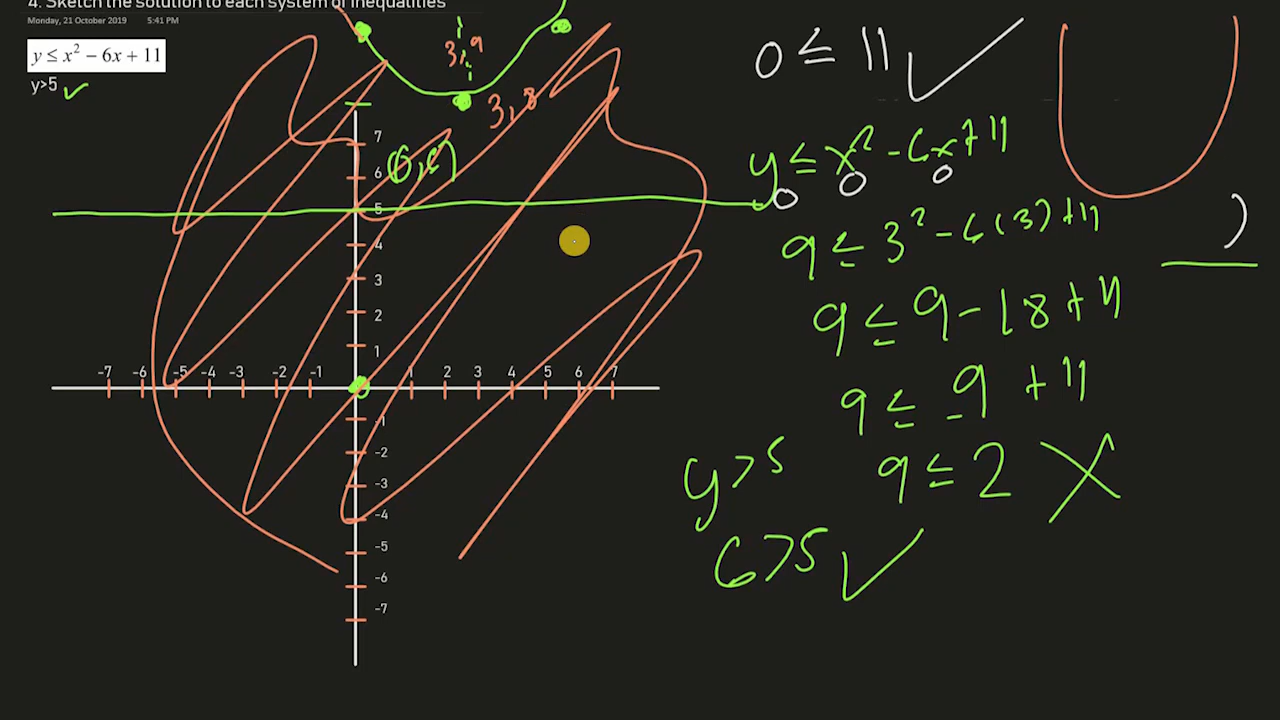 4. Sketch the solution to each system of inequalities
Monday, 21 October 2019 5:41 PM
y ≤ x² − 6x + 11
y>5
3,9
3,8
(0,6)
7
6
5
4
3
2
1
-7 -6 -5 -4 -3 -2 -1 1 2 3 4 5 6 7
-1
-2
-3
-4
-5
-6
-7
0 ≤ 11
y ≤ x² - 6x + 11
0 0 0
9 ≤ 3² - 6(3) + 11
9 ≤ 9 - 18 + 11
9 ≤ -9 + 11
9 ≤ 2
y > 5
6 > 5